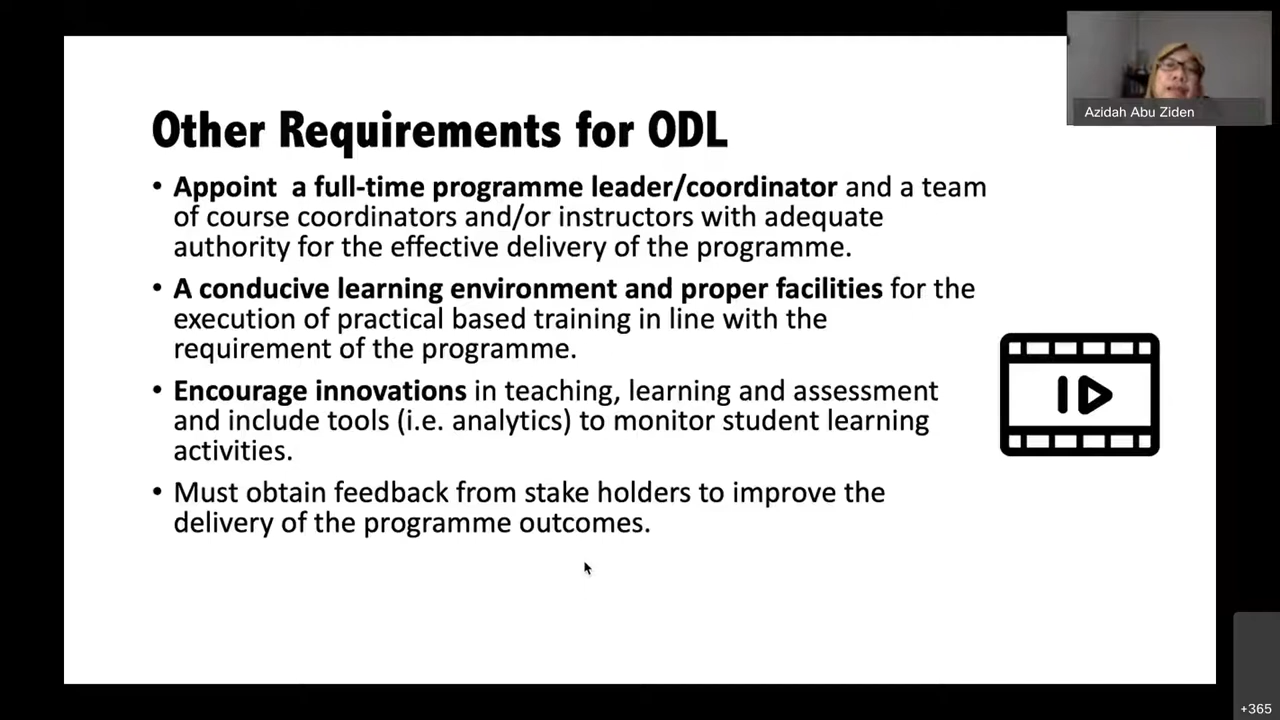 Azidah Abu Ziden
Other Requirements for ODL
• Appoint  a full-time programme leader/coordinator and a team
of course coordinators and/or instructors with adequate
authority for the effective delivery of the programme.
• A conducive learning environment and proper facilities for the
execution of practical based training in line with the
requirement of the programme.
• Encourage innovations in teaching, learning and assessment
and include tools (i.e. analytics) to monitor student learning
activities.
• Must obtain feedback from stake holders to improve the
delivery of the programme outcomes.
+365